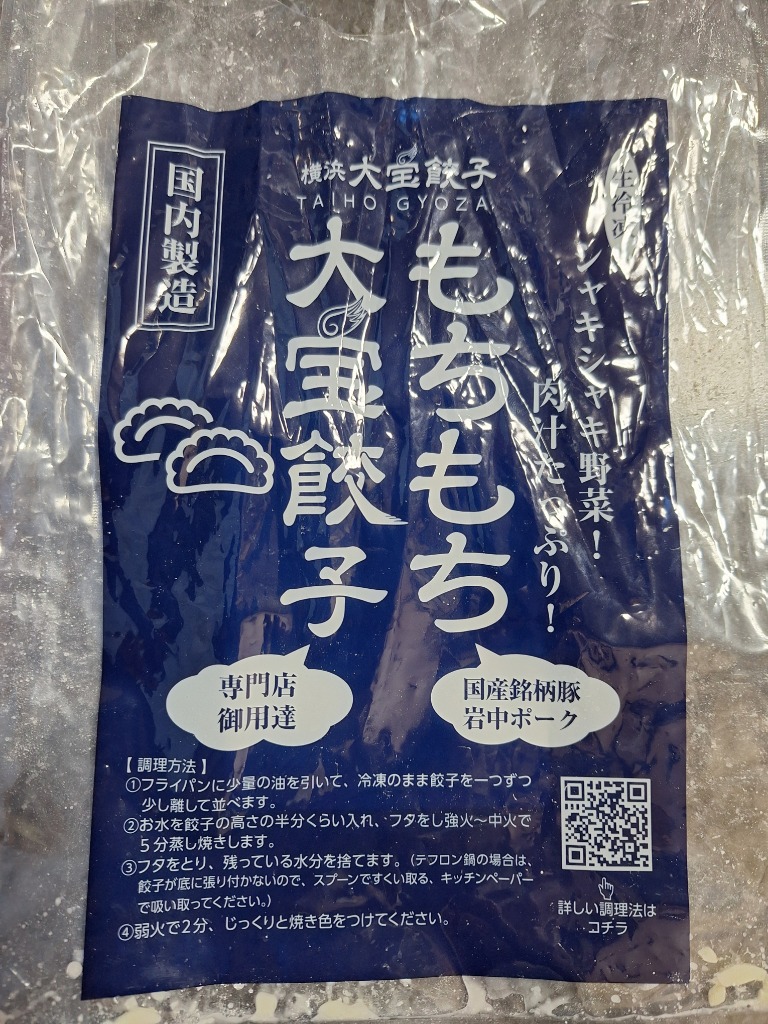 横浜大宝餃子
TAIHO GYOZA
国内製造
生冷凍
シャキシャキ野菜！
肉汁たっぷり！
もちもち
大宝餃子
国産銘柄豚
岩中ポーク
専門店
御用達
【調理方法】
①フライパンに少量の油を引いて、冷凍のまま餃子を一つずつ
少し離して並べます。
②お水を餃子の高さの半分くらい入れ、フタをし強火～中火で
5分蒸し焼きします。
③フタをとり、残っている水分を捨てます。（テフロン鍋の場合は、
餃子が底に張り付かないので、スプーンですくい取る、キッチンペーパー
で吸い取ってください。）
④弱火で2分、じっくりと焼き色をつけてください。
詳しい調理法は
コチラ